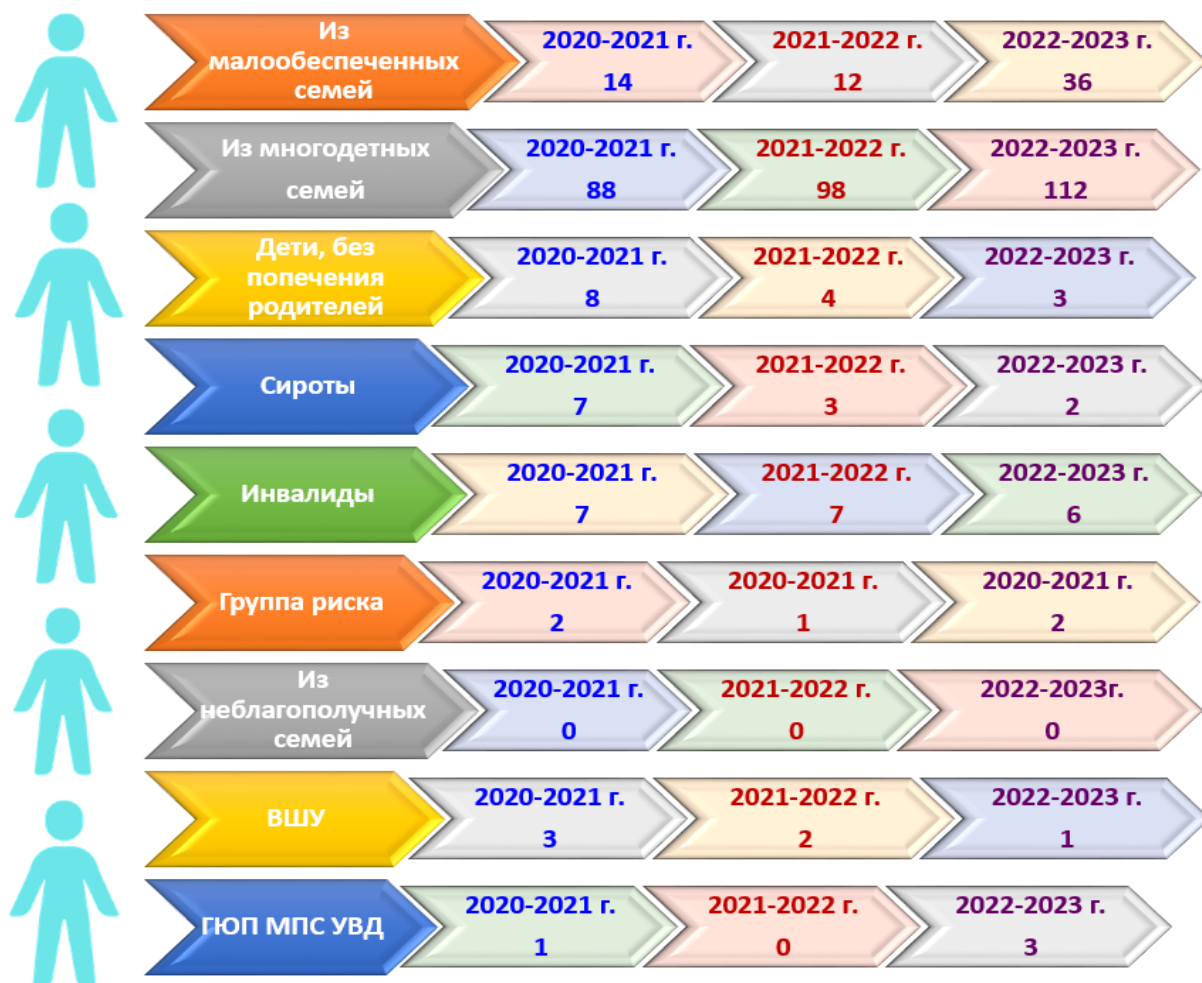 Из
малообеспеченных
семей
2020-2021 г.
14
2021-2022 г.
12
2022-2023 г.
36
Из многодетных
семей
2020-2021 г.
88
2021-2022 г.
98
2022-2023 г.
112
Дети, без
попечения
родителей
2020-2021 г.
8
2021-2022 г.
4
2022-2023 г.
3
Сироты
2020-2021 г.
7
2021-2022 г.
3
2022-2023 г.
2
Инвалиды
2020-2021 г.
7
2021-2022 г.
7
2022-2023 г.
6
Группа риска
2020-2021 г.
2
2020-2021 г.
1
2020-2021 г.
2
Из
неблагополучных
семей
2020-2021 г.
0
2021-2022 г.
0
2022-2023г.
0
ВШУ
2020-2021 г.
3
2021-2022 г.
2
2022-2023 г.
1
ГЮП МПС УВД
2020-2021 г.
1
2021-2022 г.
0
2022-2023 г.
3